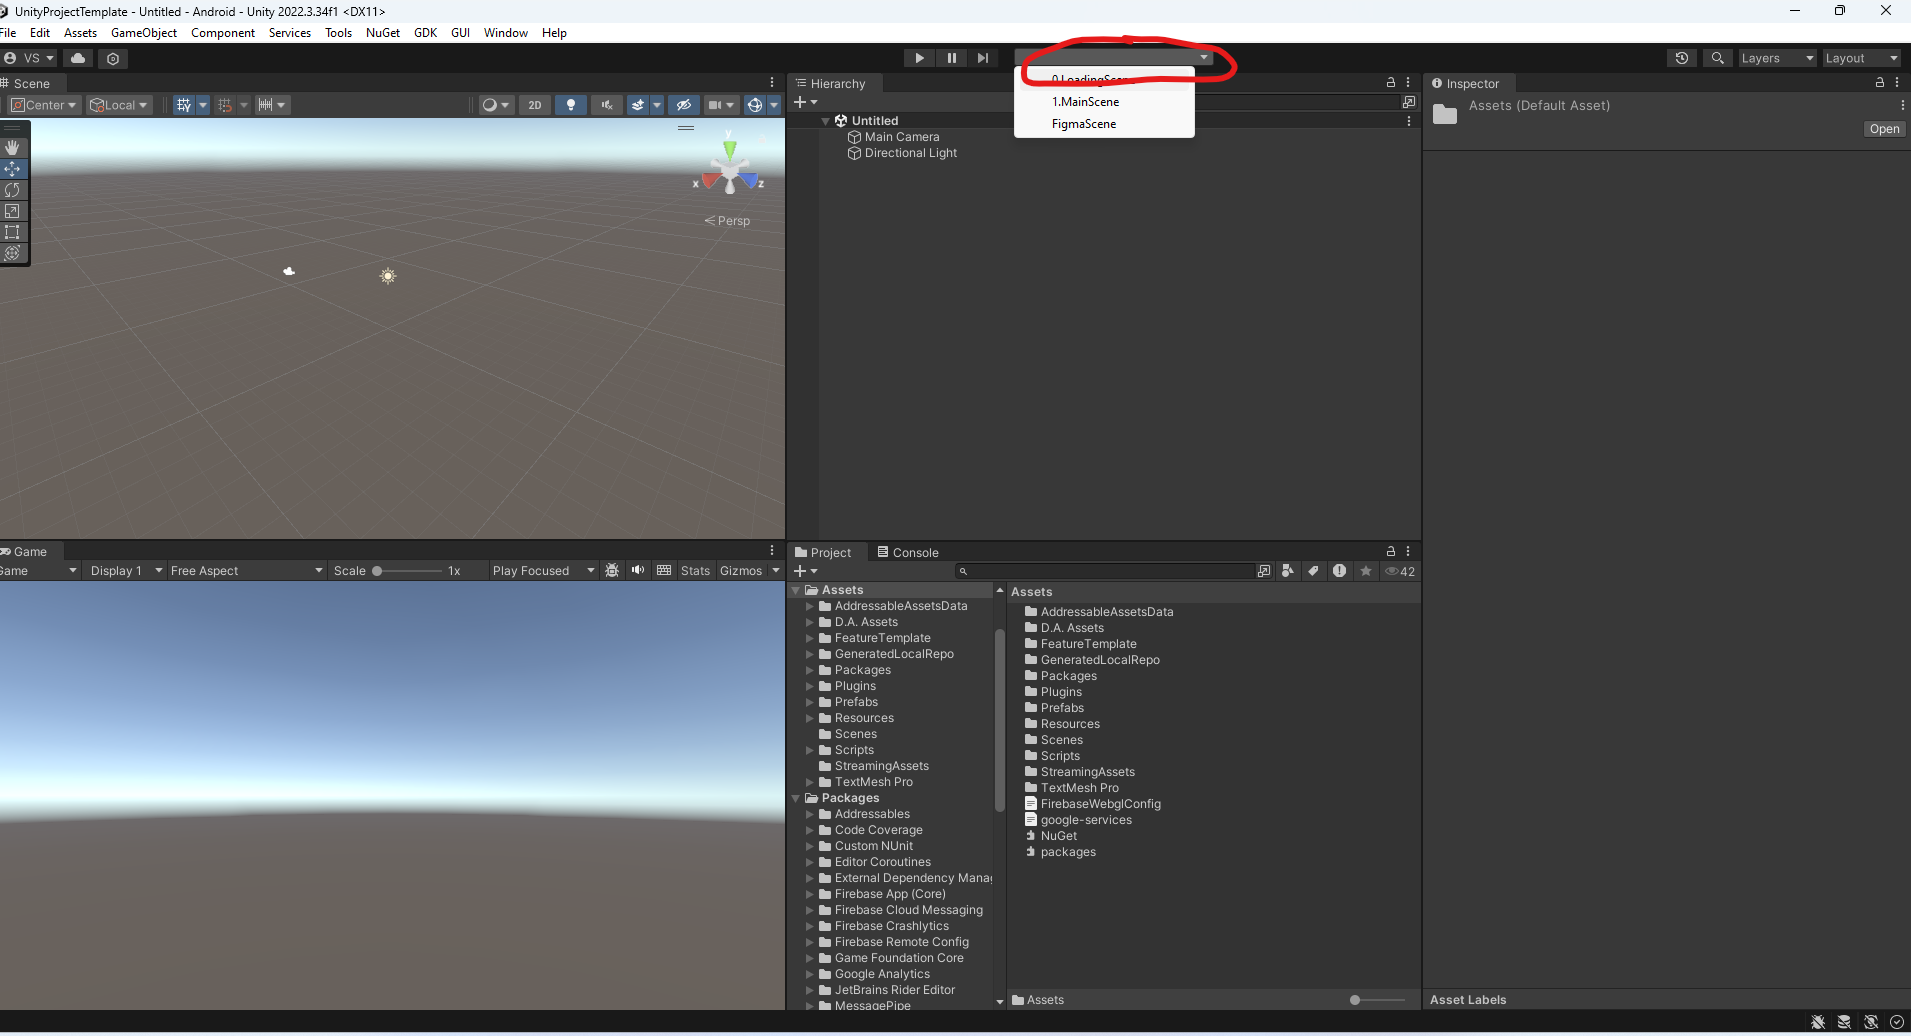 UnityProjectTemplate - Untitled - Android - Unity 2022.3.34f1 <DX11>
File Edit Assets GameObject Component Services Tools NuGet GDK GUI Window Help
VS
Layers
Layout
Scene
Center
Local
2D
y
x
z
Persp
Hierarchy
Untitled
Main Camera
Directional Light
0.LoadingScene
1.MainScene
FigmaScene
Inspector
Assets (Default Asset)
Open
Game
Game Display 1 Free Aspect Scale 1x Play Focused Stats Gizmos
Project
Console
42
Assets
AddressableAssetsData
D.A. Assets
FeatureTemplate
GeneratedLocalRepo
Packages
Plugins
Prefabs
Resources
Scenes
Scripts
StreamingAssets
TextMesh Pro
Packages
Addressables
Code Coverage
Custom NUnit
Editor Coroutines
External Dependency Manag
Firebase App (Core)
Firebase Cloud Messaging
Firebase Crashlytics
Firebase Remote Config
Game Foundation Core
Google Analytics
JetBrains Rider Editor
MessagePipe
Assets
AddressableAssetsData
D.A. Assets
FeatureTemplate
GeneratedLocalRepo
Packages
Plugins
Prefabs
Resources
Scenes
Scripts
StreamingAssets
TextMesh Pro
FirebaseWebglConfig
google-services
NuGet
packages
Assets
Asset Labels